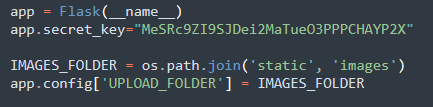 app = Flask(__name__)
app.secret_key="MeSRc9ZI9SJDei2MaTueO3PPPCHAYP2X"
IMAGES_FOLDER = os.path.join('static', 'images')
app.config['UPLOAD_FOLDER'] = IMAGES_FOLDER